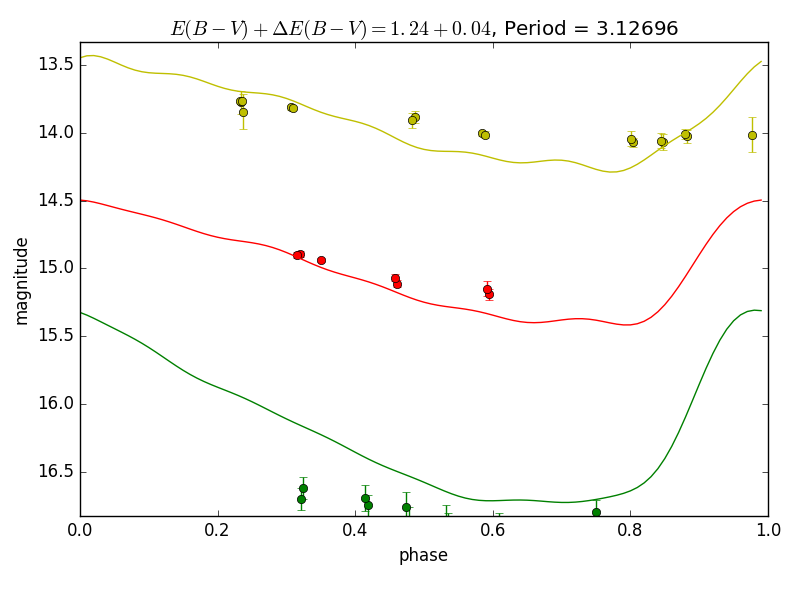 E(B − V) + ΔE(B − V) = 1.24 + 0.04, Period = 3.12696
magnitude
13.5
14.0
14.5
15.0
15.5
16.0
16.5
0.0 0.2 0.4 0.6 0.8 1.0
phase